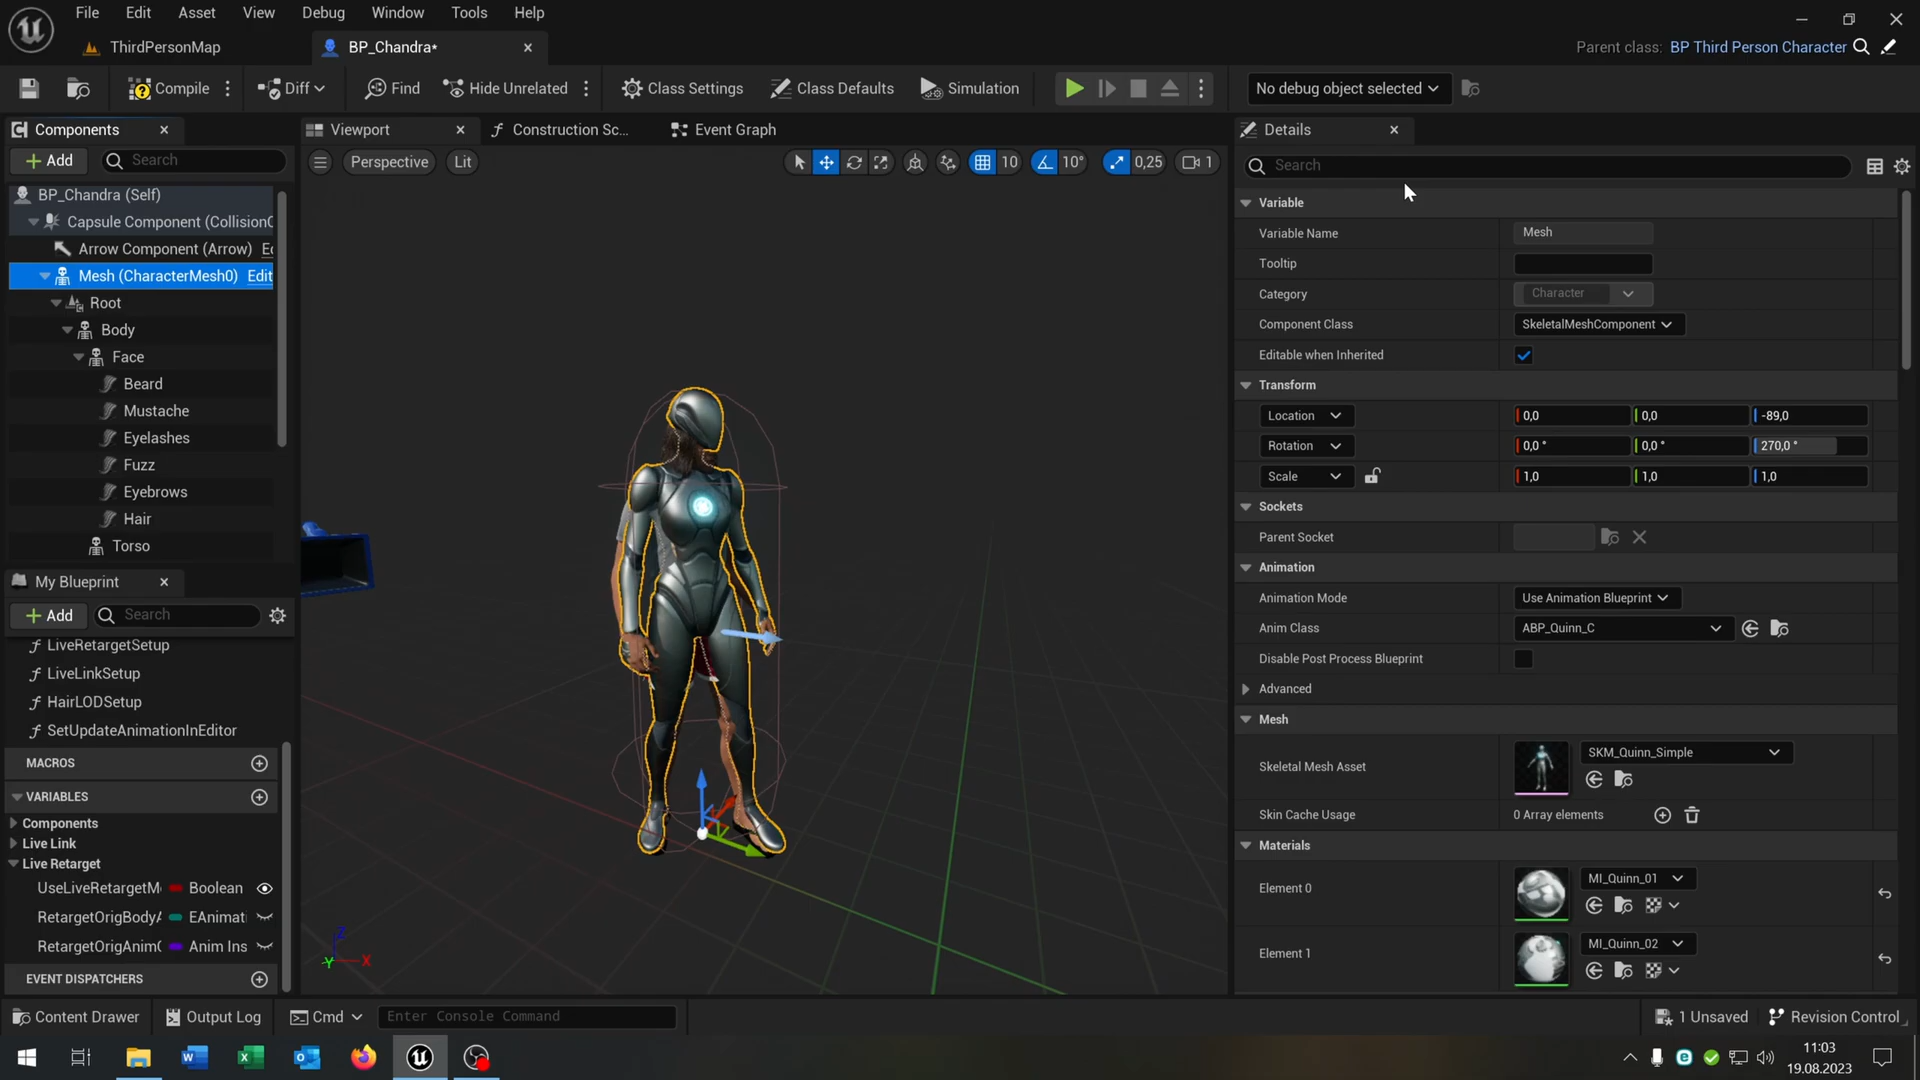 File Edit Asset View Debug Window Tools Help
ThirdPersonMap
BP_Chandra*
Parent class: BP Third Person Character
Compile
Diff
Find
Hide Unrelated
Class Settings
Class Defaults
Simulation
No debug object selected
Components
Viewport
Construction Sc...
Event Graph
Details
Add
Search
Perspective
Lit
10
10°
0,25
1
Search
BP_Chandra (Self)
Capsule Component (CollisionC
Arrow Component (Arrow)
Mesh (CharacterMesh0) Edit
Root
Body
Face
Beard
Mustache
Eyelashes
Fuzz
Eyebrows
Hair
Torso
My Blueprint
Add
Search
LiveRetargetSetup
LiveLinkSetup
HairLODSetup
SetUpdateAnimationInEditor
MACROS
VARIABLES
Components
Live Link
Live Retarget
UseLiveRetargetM Boolean
RetargetOrigBodyA EAnimati
RetargetOrigAnimC Anim Ins
EVENT DISPATCHERS
Z
Y
X
Variable
Variable Name
Mesh
Tooltip
Category
Character
Component Class
SkeletalMeshComponent
Editable when Inherited
Transform
Location
0,0 0,0 -89,0
Rotation
0,0 ° 0,0 ° 270,0 °
Scale
1,0 1,0 1,0
Sockets
Parent Socket
Animation
Animation Mode
Use Animation Blueprint
Anim Class
ABP_Quinn_C
Disable Post Process Blueprint
Advanced
Mesh
Skeletal Mesh Asset
SKM_Quinn_Simple
Skin Cache Usage
0 Array elements
Materials
Element 0
MI_Quinn_01
Element 1
MI_Quinn_02
Content Drawer
Output Log
Cmd
Enter Console Command
1 Unsaved
Revision Control
11:03
19.08.2023